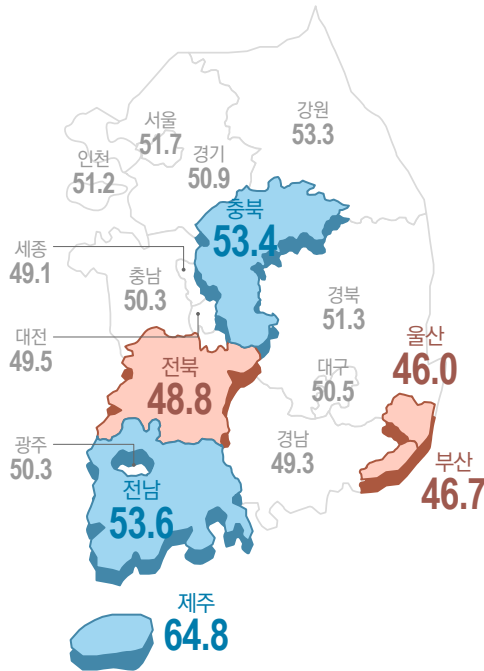 강원
53.3
서울
51.7
경기
50.9
인천
51.2
충북
53.4
세종
49.1
충남
50.3
경북
51.3
대전
49.5
울산
46.0
전북
48.8
대구
50.5
광주
50.3
경남
49.3
부산
46.7
전남
53.6
제주
64.8